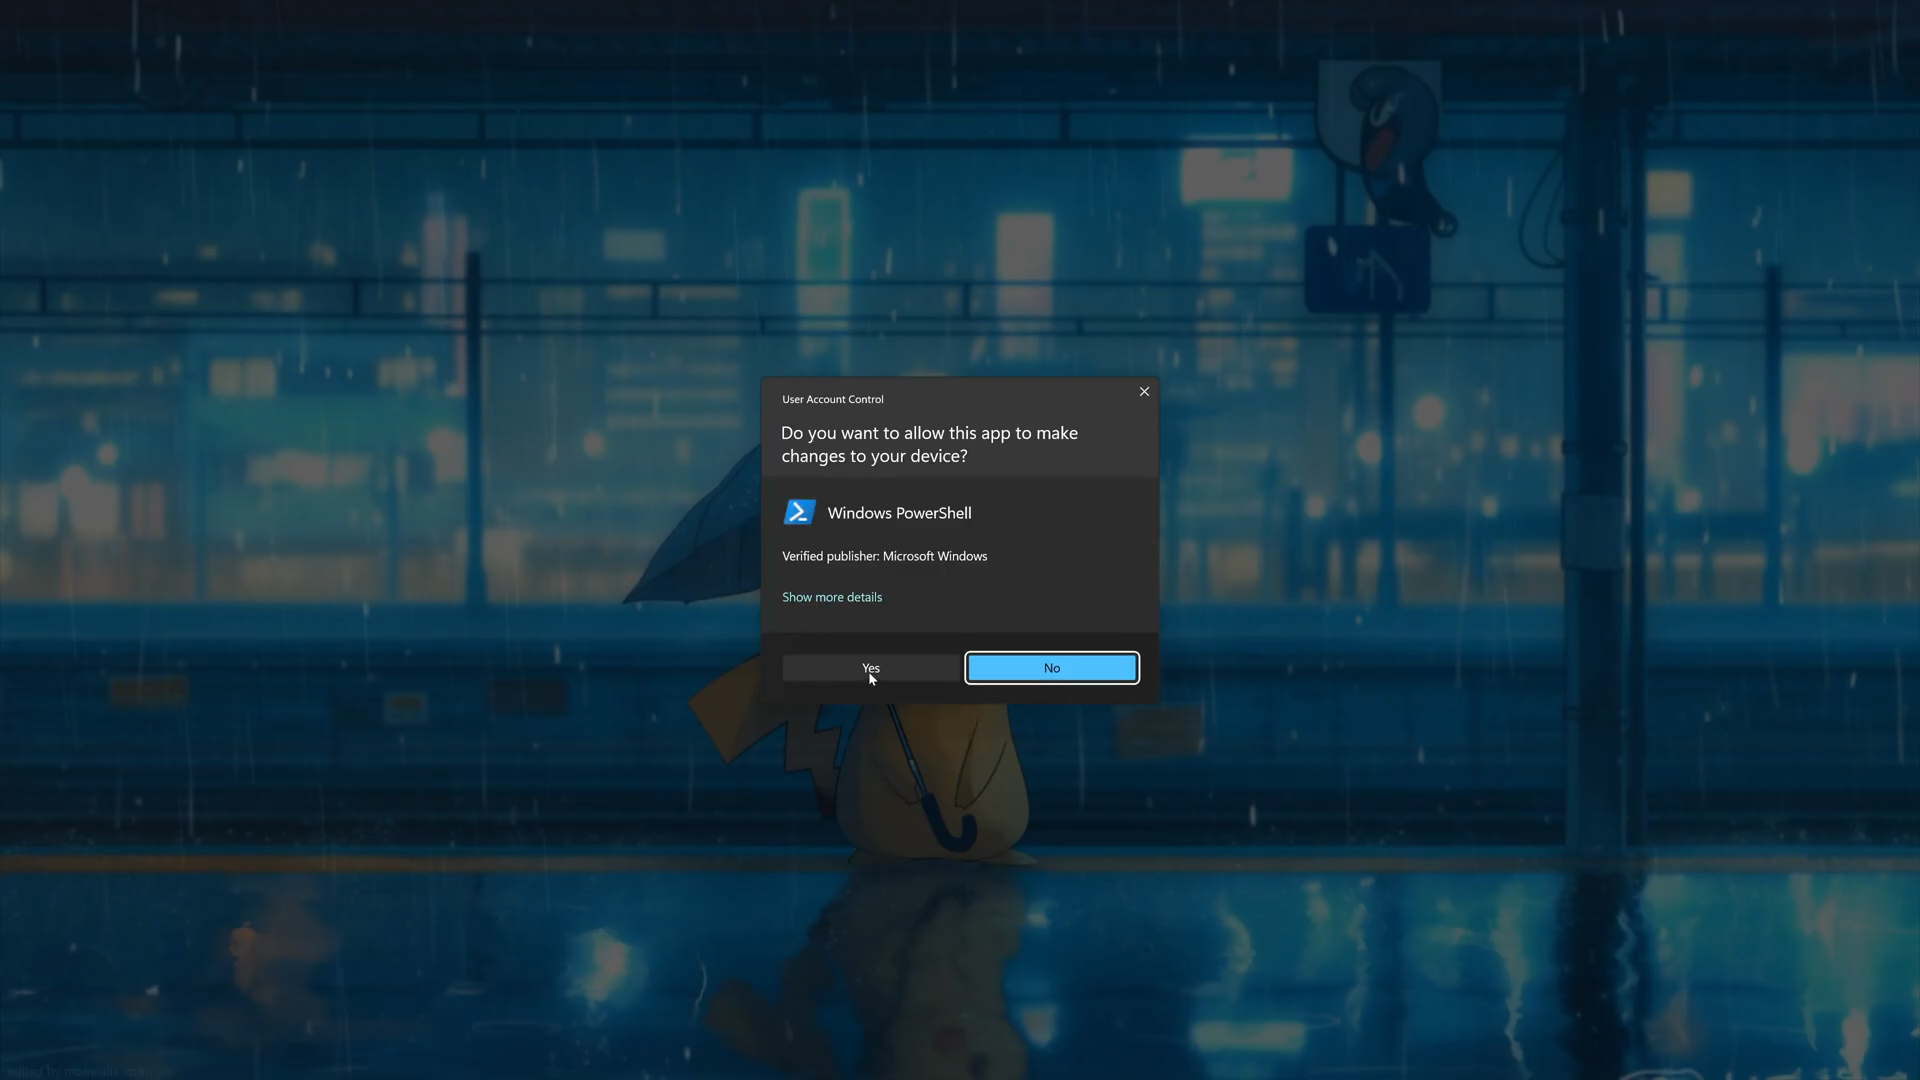 User Account Control
Do you want to allow this app to make
changes to your device?
Windows PowerShell
Verified publisher: Microsoft Windows
Show more details
Yes
No